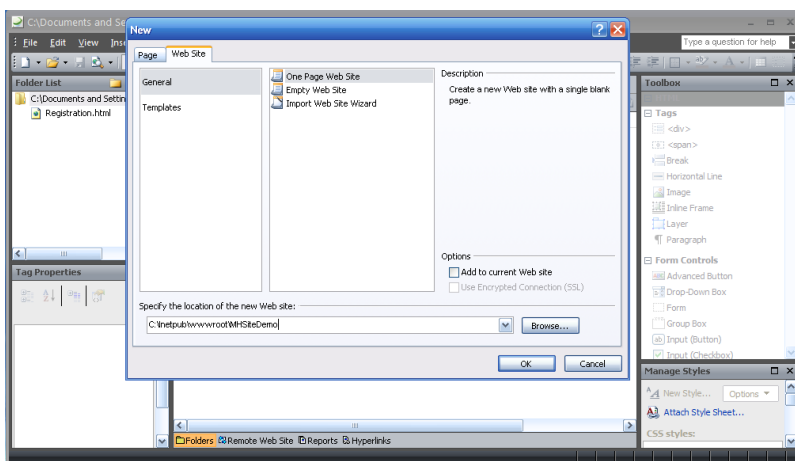 C:\Documents and Se
New
File Edit View Inse
Type a question for help
Page Web Site
Folder List
C:\Documents and Settin
Registration.html
General
Templates
One Page Web Site
Empty Web Site
Import Web Site Wizard
Description
Create a new Web site with a single blank
page.
Options
Add to current Web site
Use Encrypted Connection (SSL)
Specify the location of the new Web site:
C:\Inetpub\wwwroot\MHSiteDemo
Browse...
OK Cancel
Tag Properties
Toolbox
Tags
<div>
<span>
Break
Horizontal Line
Image
Inline Frame
Layer
Paragraph
Form Controls
Advanced Button
Drop-Down Box
Form
Group Box
Input (Button)
Input (Checkbox)
Manage Styles
New Style... Options
Attach Style Sheet...
CSS styles:
Folders Remote Web Site Reports Hyperlinks